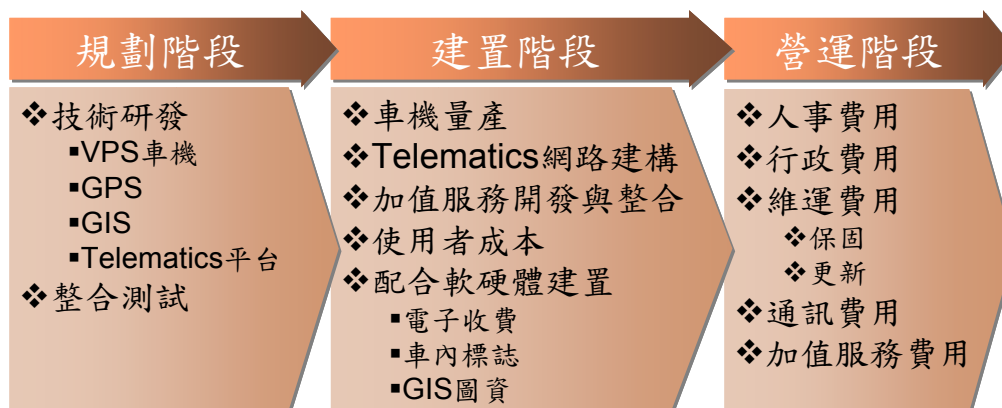 規劃階段
❖技術研發
▪VPS車機
▪GPS
▪GIS
▪Telematics平台
❖整合測試
建置階段
❖車機量產
❖Telematics網路建構
❖加值服務開發與整合
❖使用者成本
❖配合軟硬體建置
▪電子收費
▪車內標誌
▪GIS圖資
營運階段
❖人事費用
❖行政費用
❖維運費用
❖保固
❖更新
❖通訊費用
❖加值服務費用